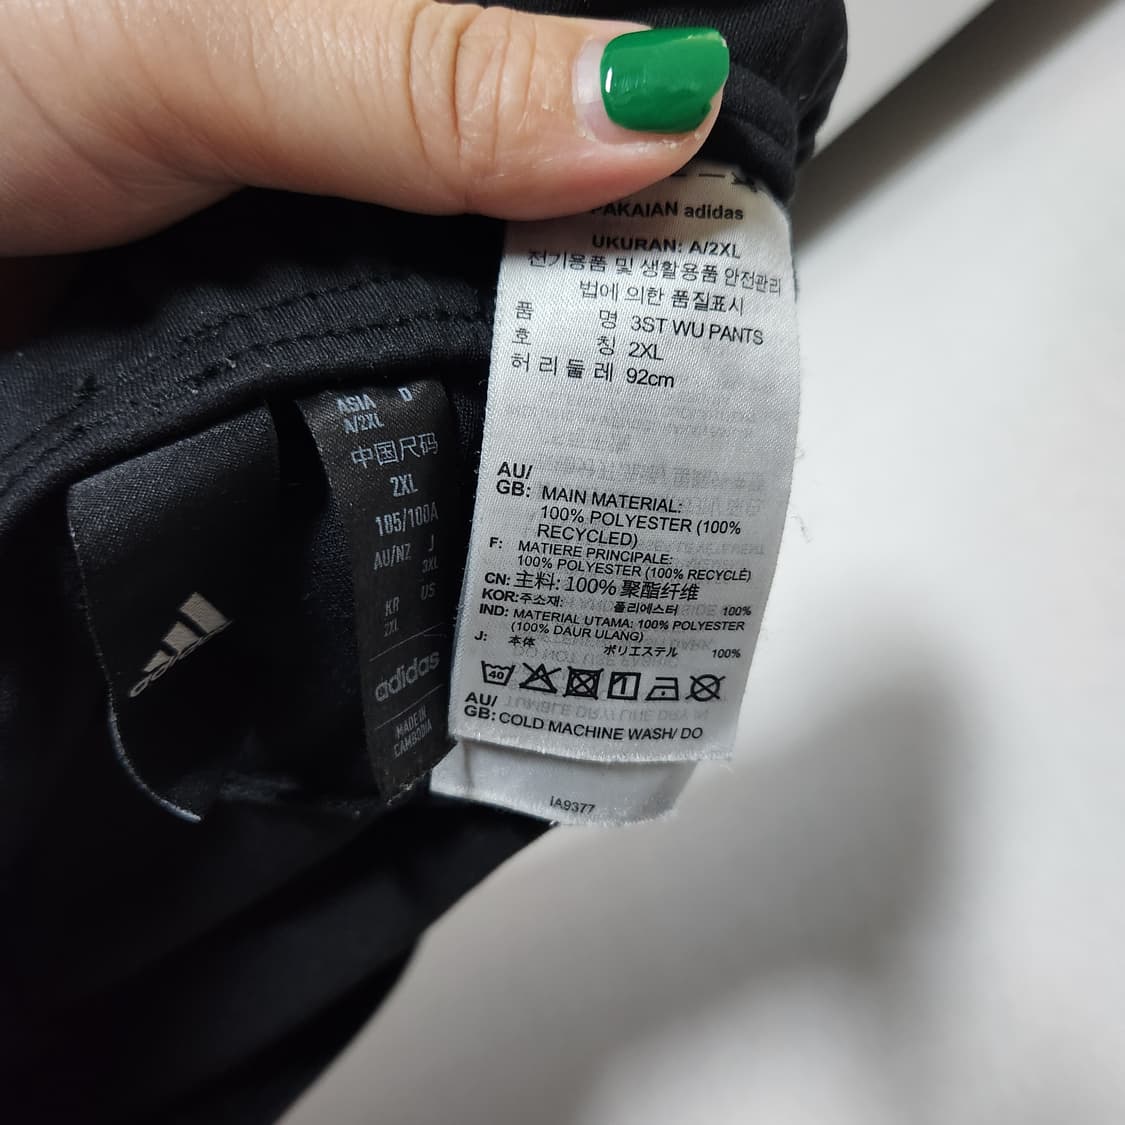 PAKAIAN adidas
UKURAN: A/2XL
전기용품 및 생활용품 안전관리
법에 의한 품질표시
품 명 3ST WU PANTS
호 칭 2XL
허 리 둘 레 92cm
AU/
GB: MAIN MATERIAL:
100% POLYESTER (100%
RECYCLED)
F: MATIERE PRINCIPALE:
100% POLYESTER (100% RECYCLÉ)
CN: 主料: 100% 聚酯纤维
KOR: 주소재: 폴리에스터 100%
IND: MATERIAL UTAMA: 100% POLYESTER
(100% DAUR ULANG)
J: 本体 ポリエステル 100%
40
AU/
GB: COLD MACHINE WASH/ DO
IA9377
ASIA D
A/2XL
中国尺码
2XL
185/100A
AU/NZ J
3XL
KR US
2XL
adidas
MADE IN
CAMBODIA
adidas